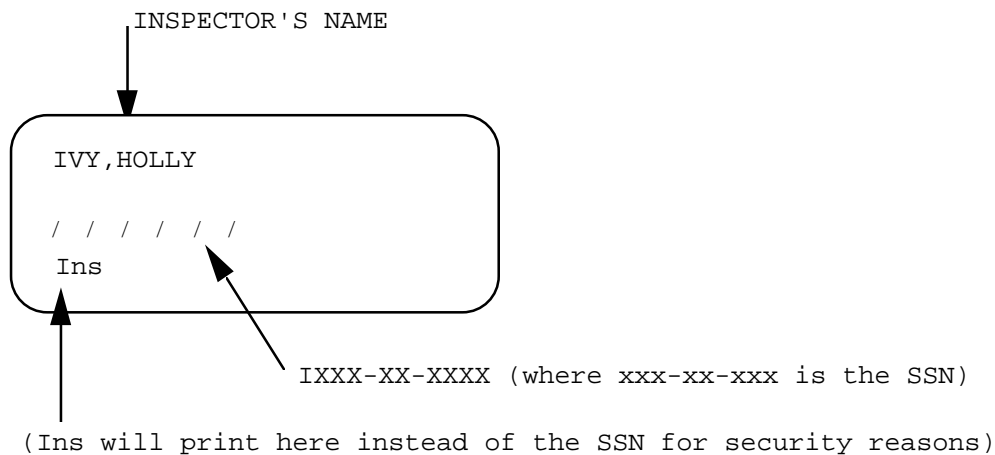 INSPECTOR'S NAME
IVY,HOLLY
/ / / / / /
Ins
IXXX-XX-XXXX (where xxx-xx-xxx is the SSN)
(Ins will print here instead of the SSN for security reasons)